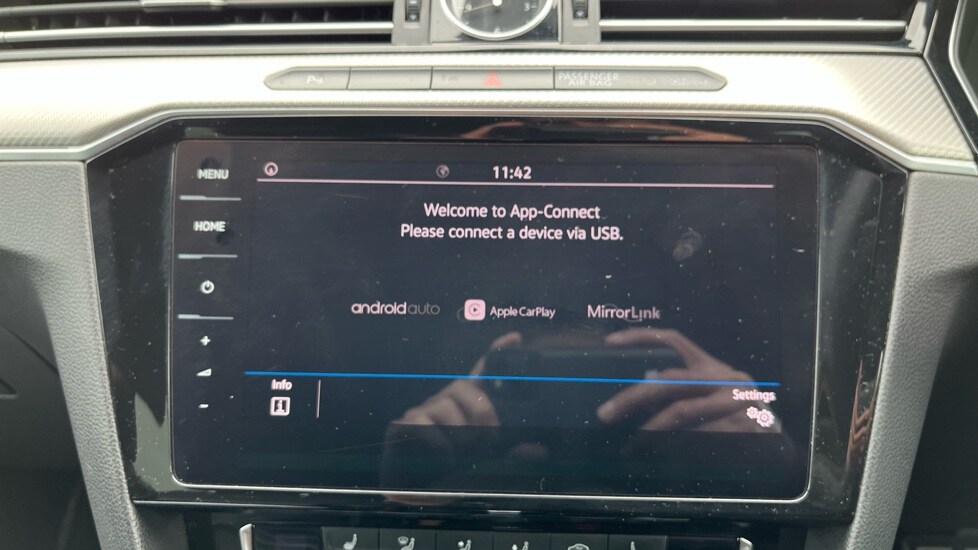 PASSENGER
AIR BAG
MENU
HOME
11:42
Welcome to App-Connect
Please connect a device via USB.
androidauto
Apple CarPlay
MirrorLink
Info
Settings